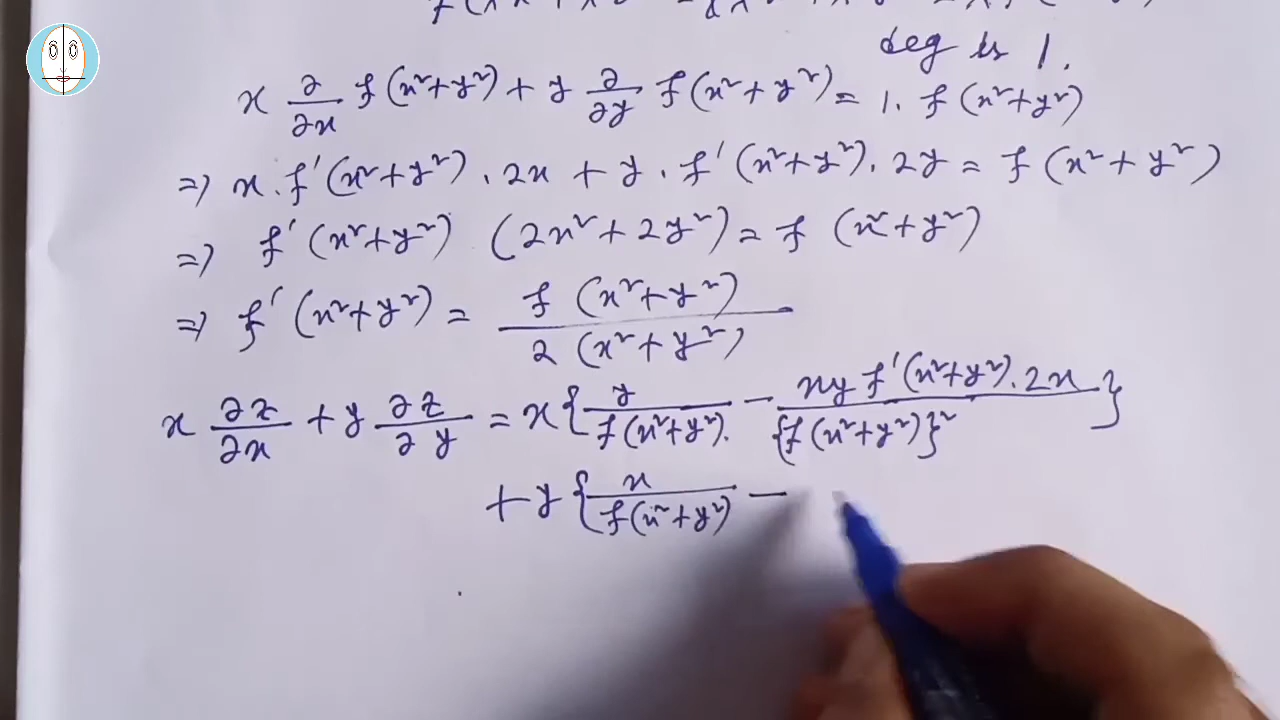 deg is 1.
x ∂/∂x f(x²+y²) + y ∂/∂y f(x²+y²) = 1. f(x²+y²)
⇒ x.f'(x²+y²).2x + y.f'(x²+y²).2y = f(x²+y²)
⇒ f'(x²+y²) (2x²+2y²) = f (x²+y²)
⇒ f'(x²+y²) = f (x²+y²) / 2 (x²+y²)
x ∂z/∂x + y ∂z/∂y = x{y/f(x²+y²). - xy f'(x²+y²).2x/{f(x²+y²)}²}
+ y{x/f(x²+y²) -